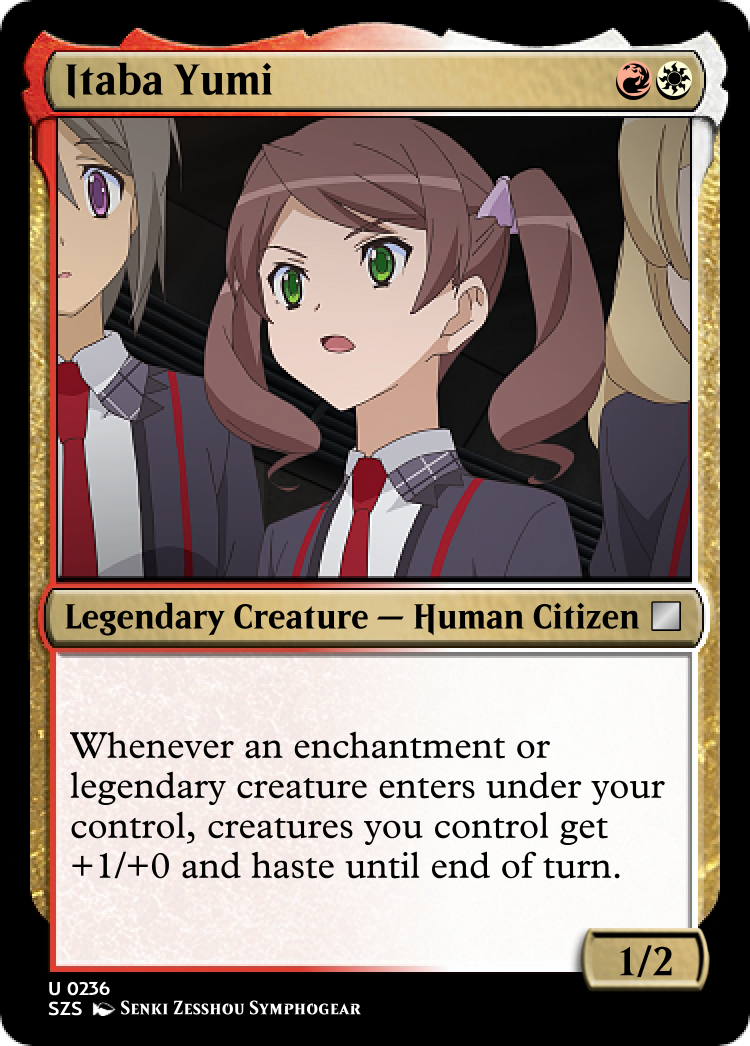 Itaba Yumi
Legendary Creature — Human Citizen
Whenever an enchantment or
legendary creature enters under your
control, creatures you control get
+1/+0 and haste until end of turn.
1/2
U 0236
SZS Senki Zesshou Symphogear